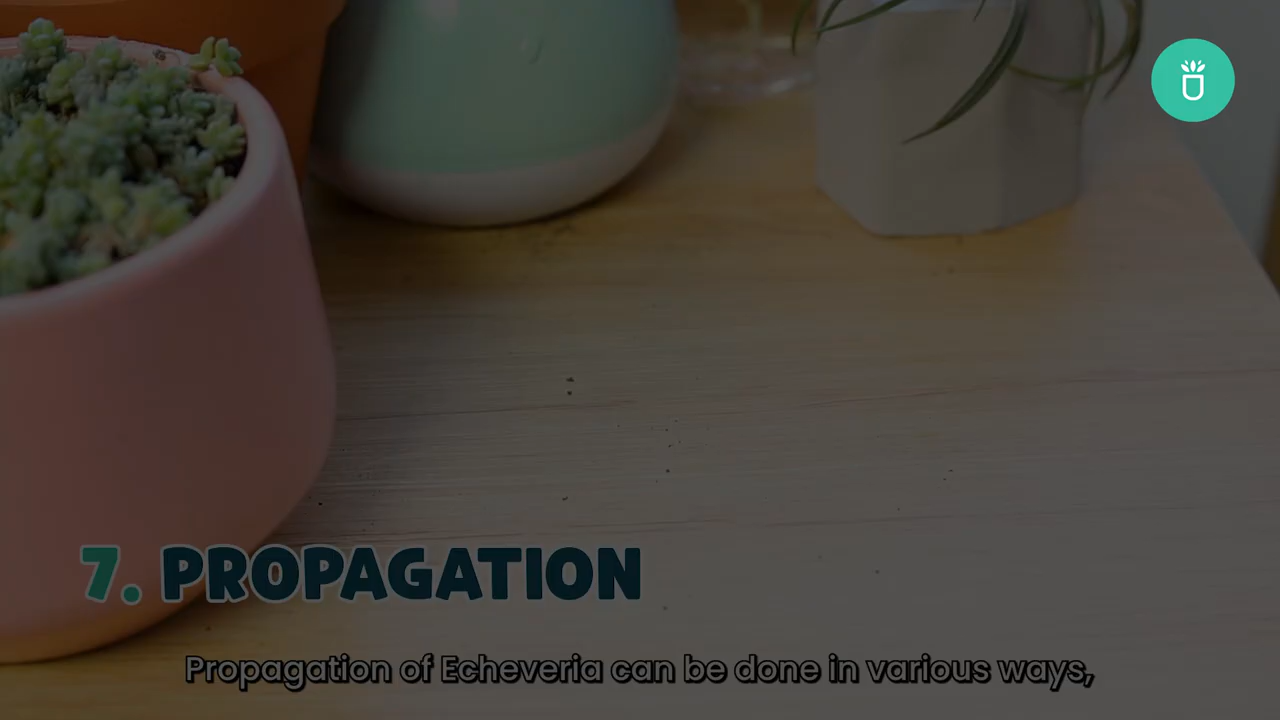 7. PROPAGATION
Propagation of Echeveria can be done in various ways,